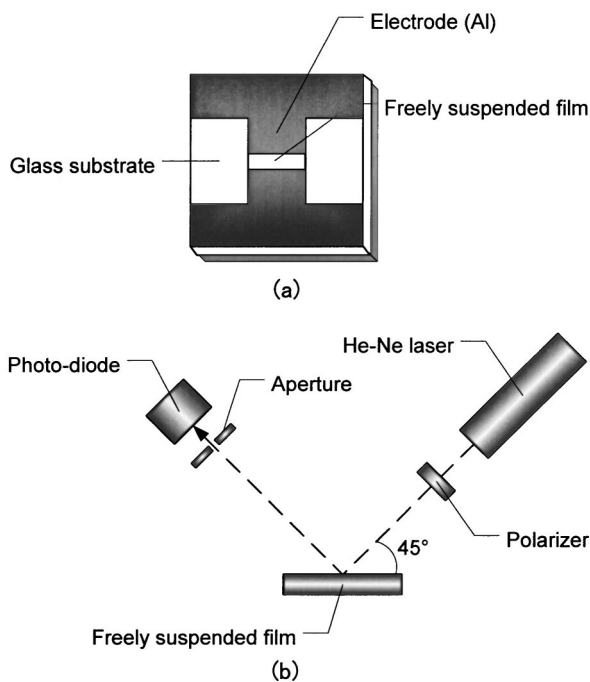 Electrode (Al)
Freely suspended film
Glass substrate
(a)
He-Ne laser
Photo-diode
Aperture
45°
Polarizer
Freely suspended film
(b)